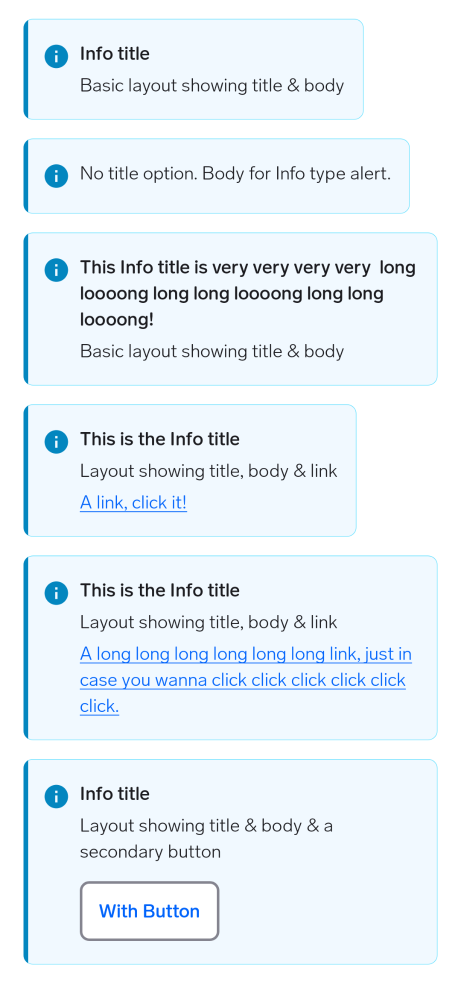 Info title
Basic layout showing title & body
No title option. Body for Info type alert.
This Info title is very very very very  long
loooong long long loooong long long
loooong!
Basic layout showing title & body
This is the Info title
Layout showing title, body & link
A link, click it!
This is the Info title
Layout showing title, body & link
A long long long long long long link, just in
case you wanna click click click click click
click.
Info title
Layout showing title & body & a
secondary button
With Button